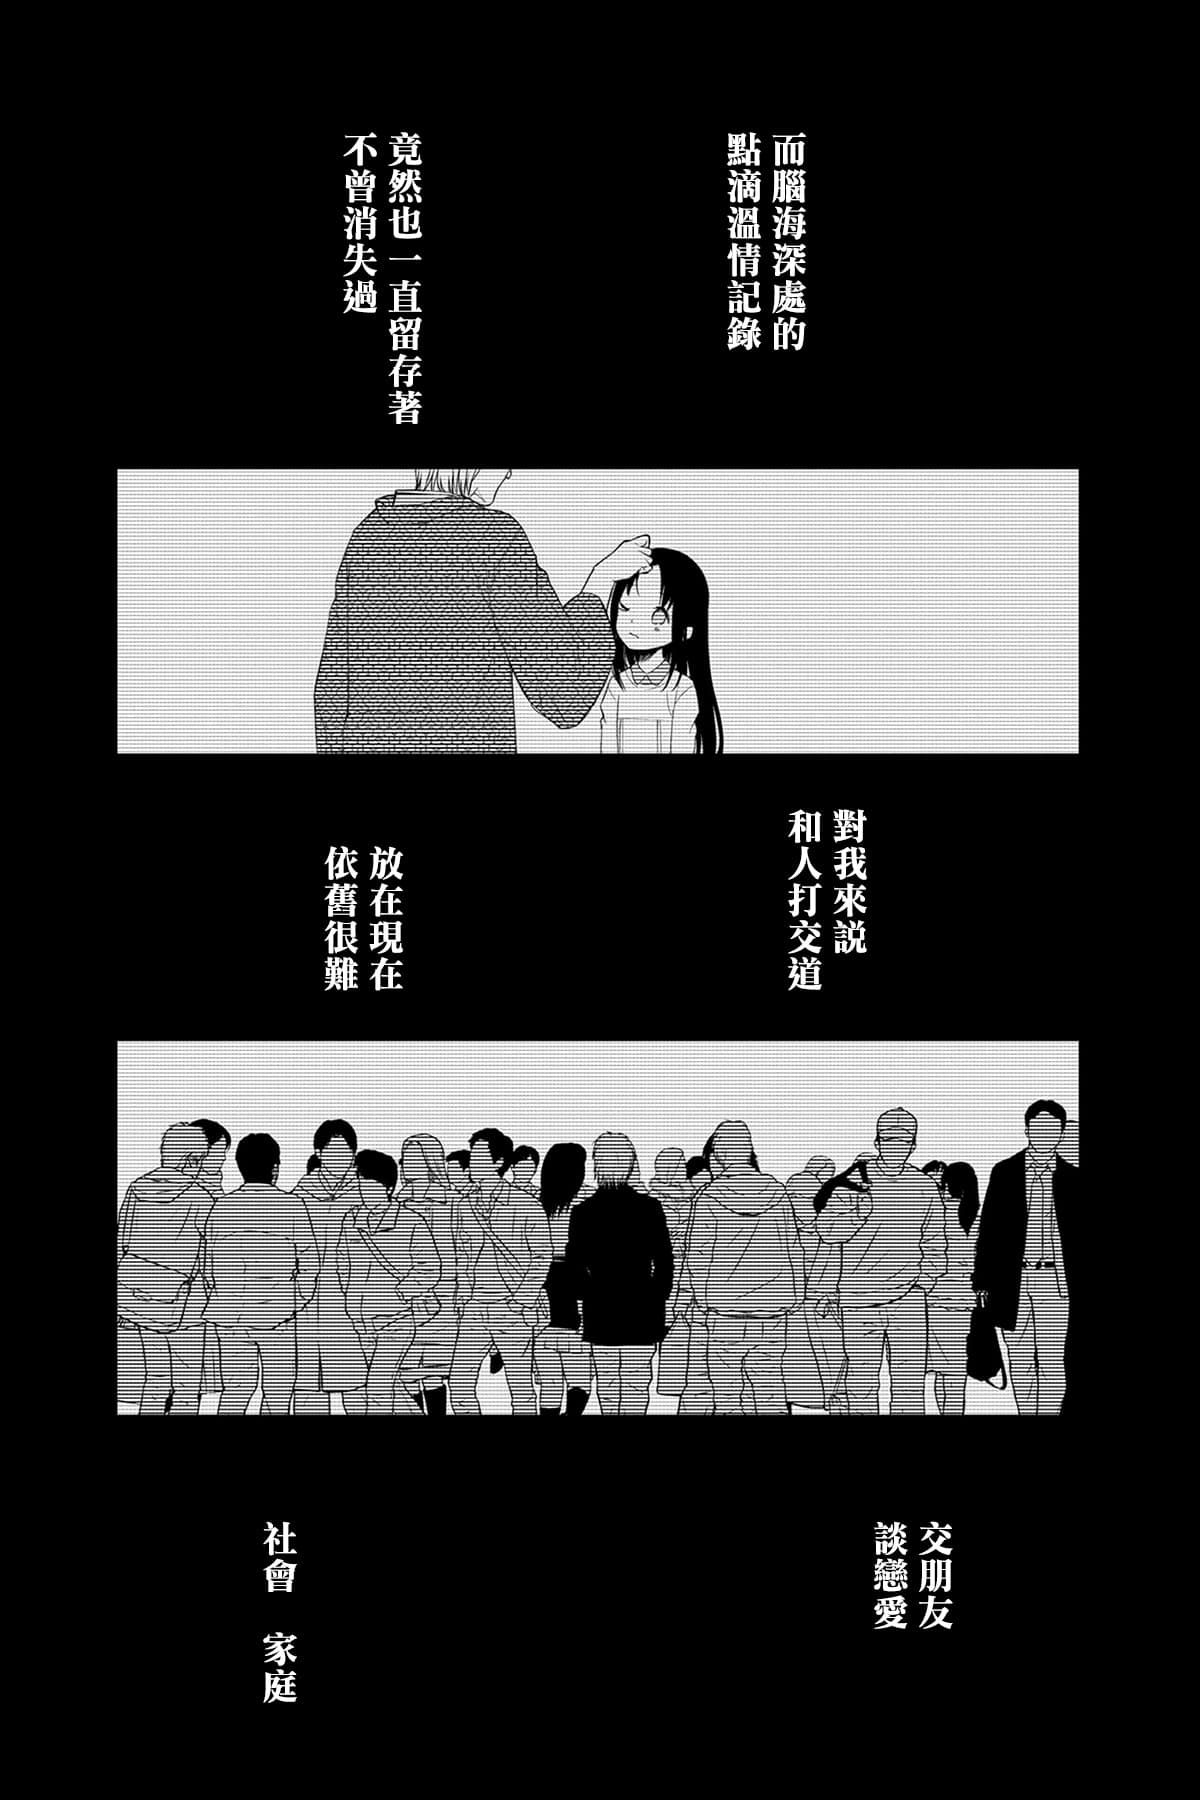 而腦海深處的
點滴溫情記錄
竟然也一直留存著
不曾消失過
對我來説
和人打交道
放在現在
依舊很難
交朋友
談戀愛
社會　家庭